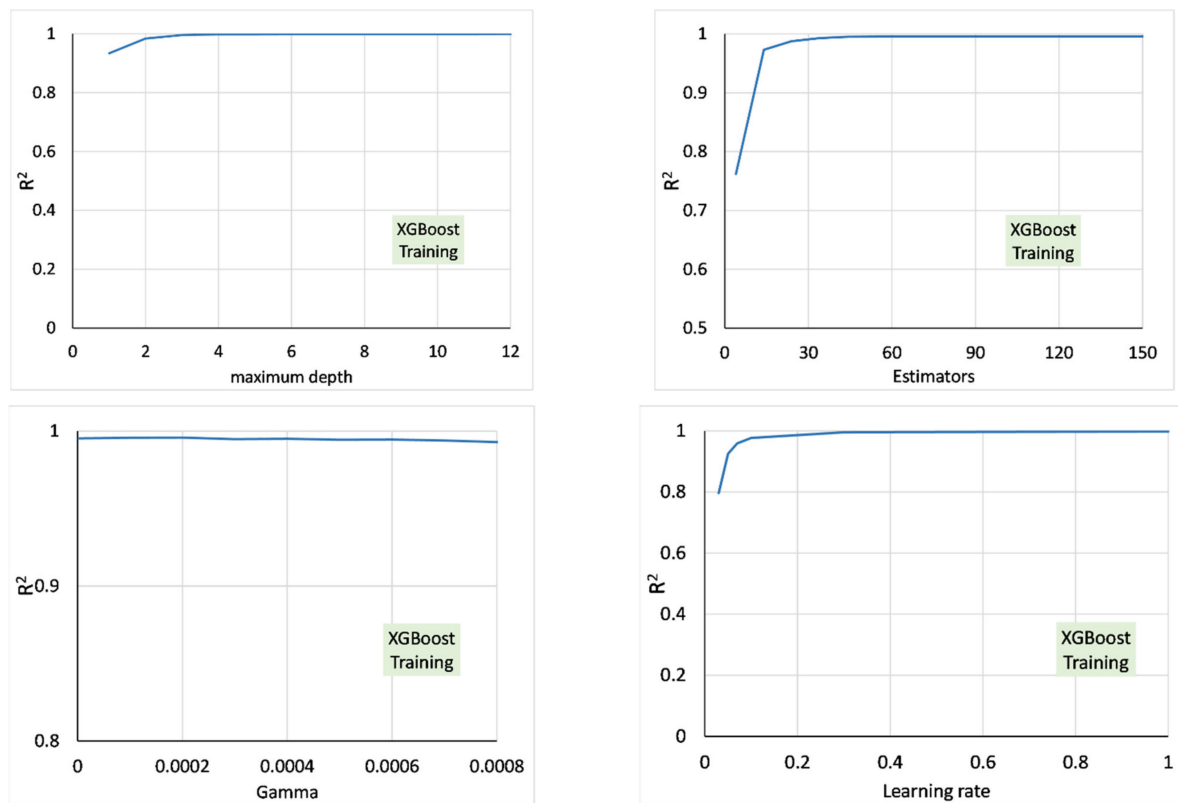 1
0.8
0.6
0.4
0.2
0
R²
0 2 4 6 8 10 12
maximum depth
XGBoost
Training
1
0.9
0.8
0.7
0.6
0.5
R²
0 30 60 90 120 150
Estimators
XGBoost
Training
1
0.9
0.8
R²
0 0.0002 0.0004 0.0006 0.0008
Gamma
XGBoost
Training
1
0.8
0.6
0.4
0.2
0
R²
0 0.2 0.4 0.6 0.8 1
Learning rate
XGBoost
Training